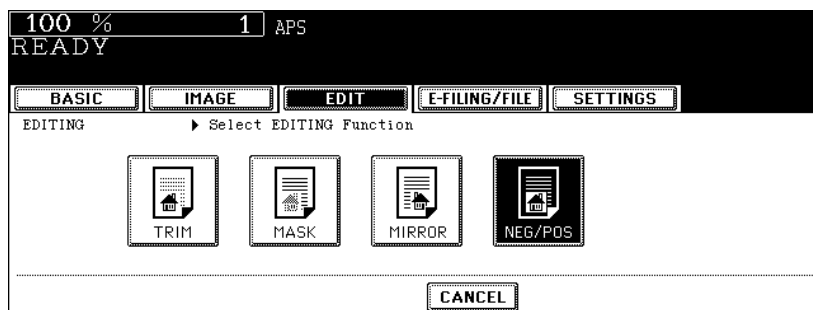 100 % 1 APS
READY
BASIC IMAGE EDIT E-FILING/FILE SETTINGS
EDITING Select EDITING Function
TRIM MASK MIRROR NEG/POS
CANCEL